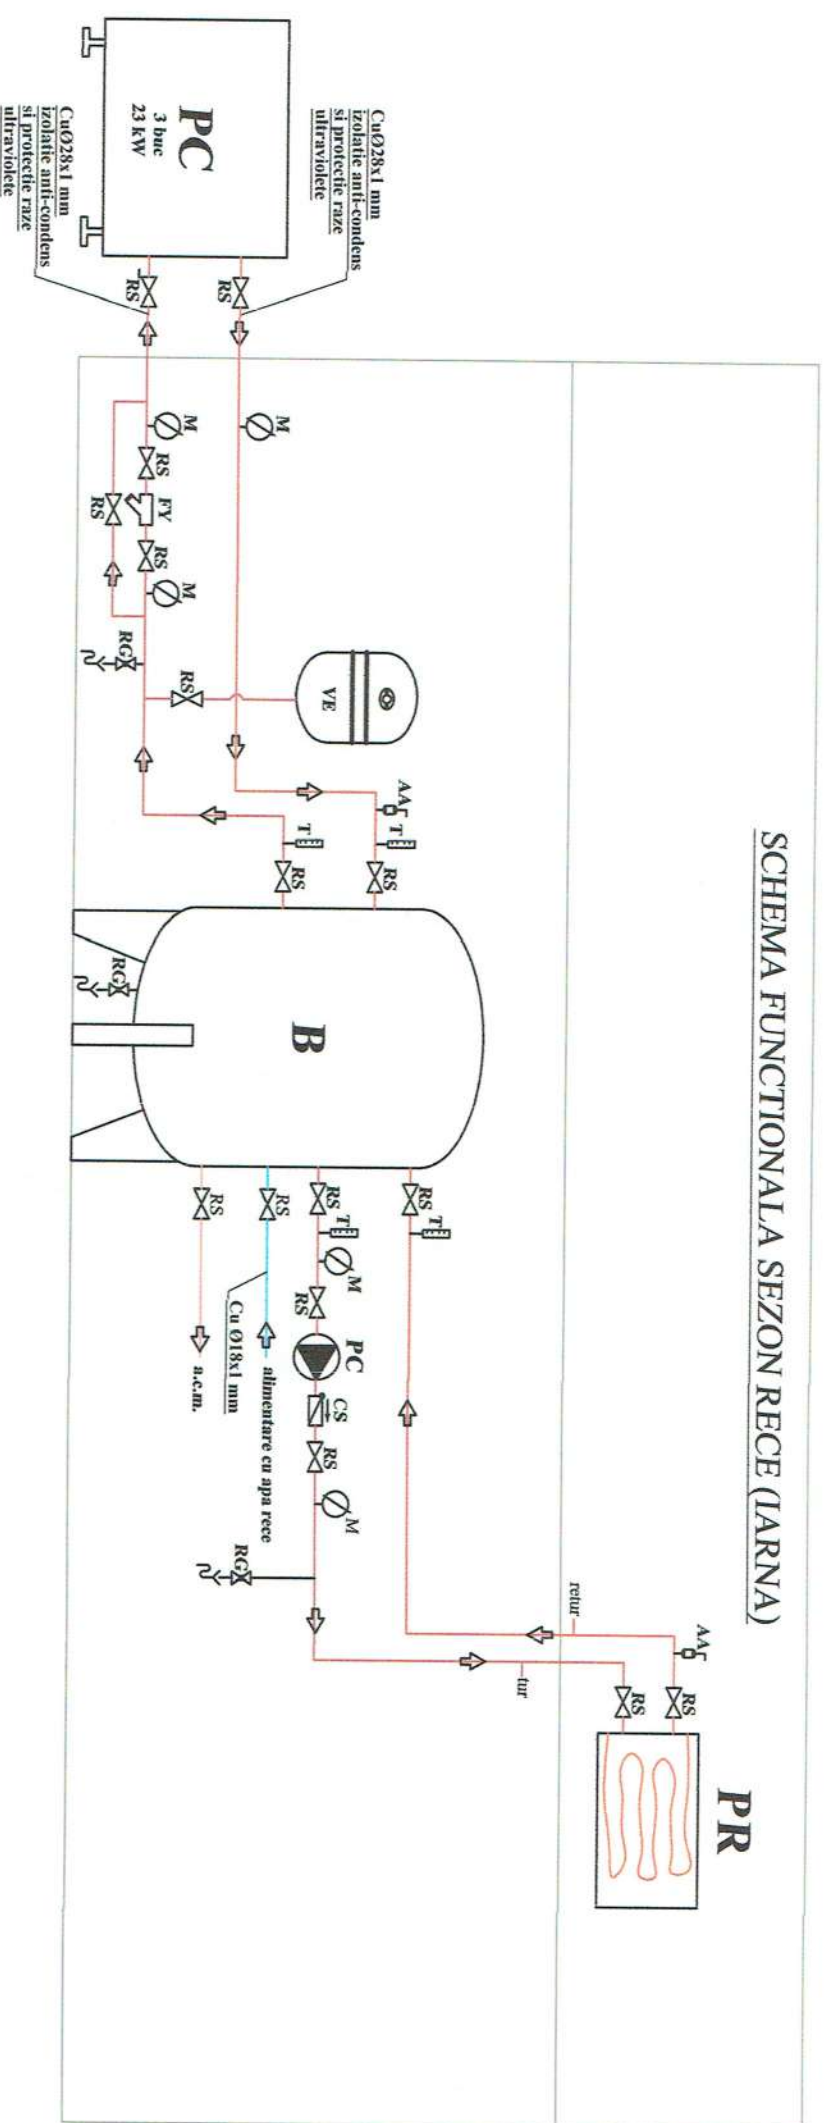 SCHEMA FUNCTIONALA SEZON RECE (IARNA)
PR
AA
RS
RS
retur
tur
CuØ28x1 mm
izolatie anti-condens
si protectie raze
ultraviolete
PC
3 buc
23 kW
RS
RS
CuØ28x1 mm
izolatie anti-condens
si protectie raze
ultraviolete
M
M
RS
FY
RS
M
RS
RG
RS
VE
AA
T
RS
T
RS
B
RG
RS
T
RS
T
M
RS
PC
CS
RS
M
RG
RS
alimentare cu apa rece
Cu Ø18x1 mm
RS
a.c.m.